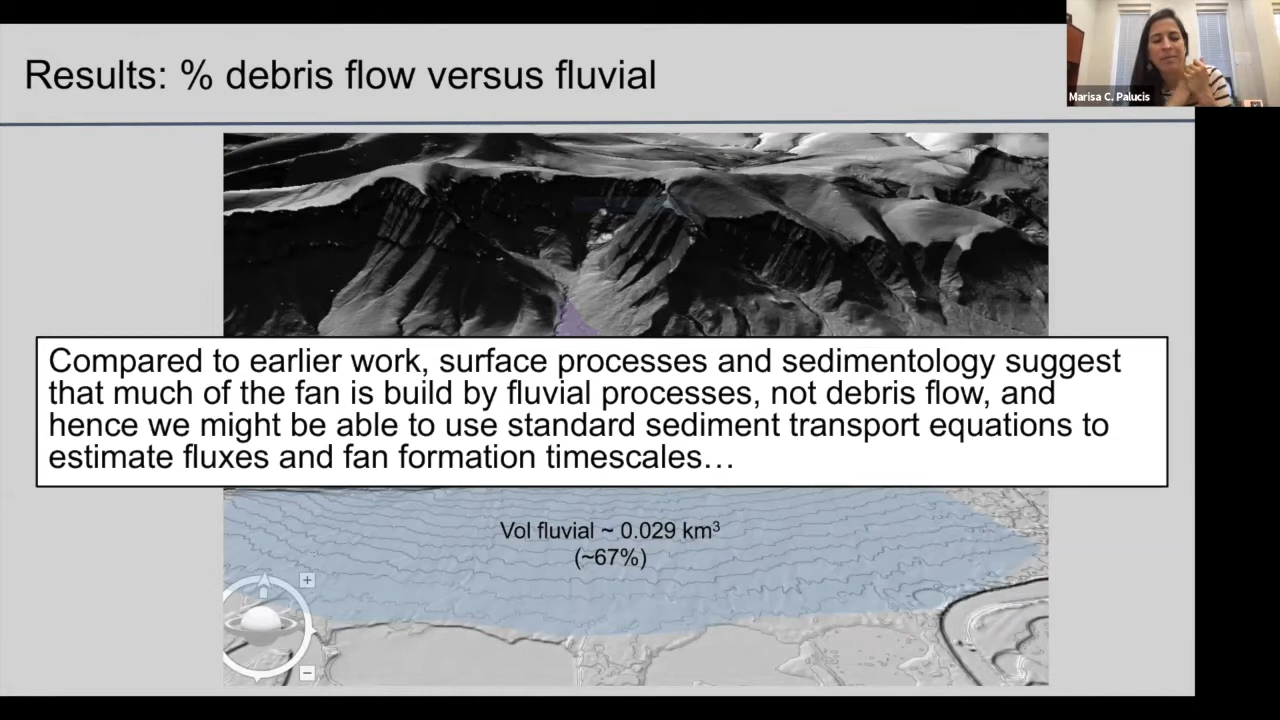 Results: % debris flow versus fluvial
Marisa C. Palucis
Compared to earlier work, surface processes and sedimentology suggest
that much of the fan is build by fluvial processes, not debris flow, and
hence we might be able to use standard sediment transport equations to
estimate fluxes and fan formation timescales…
Vol fluvial ~ 0.029 km³
(~67%)